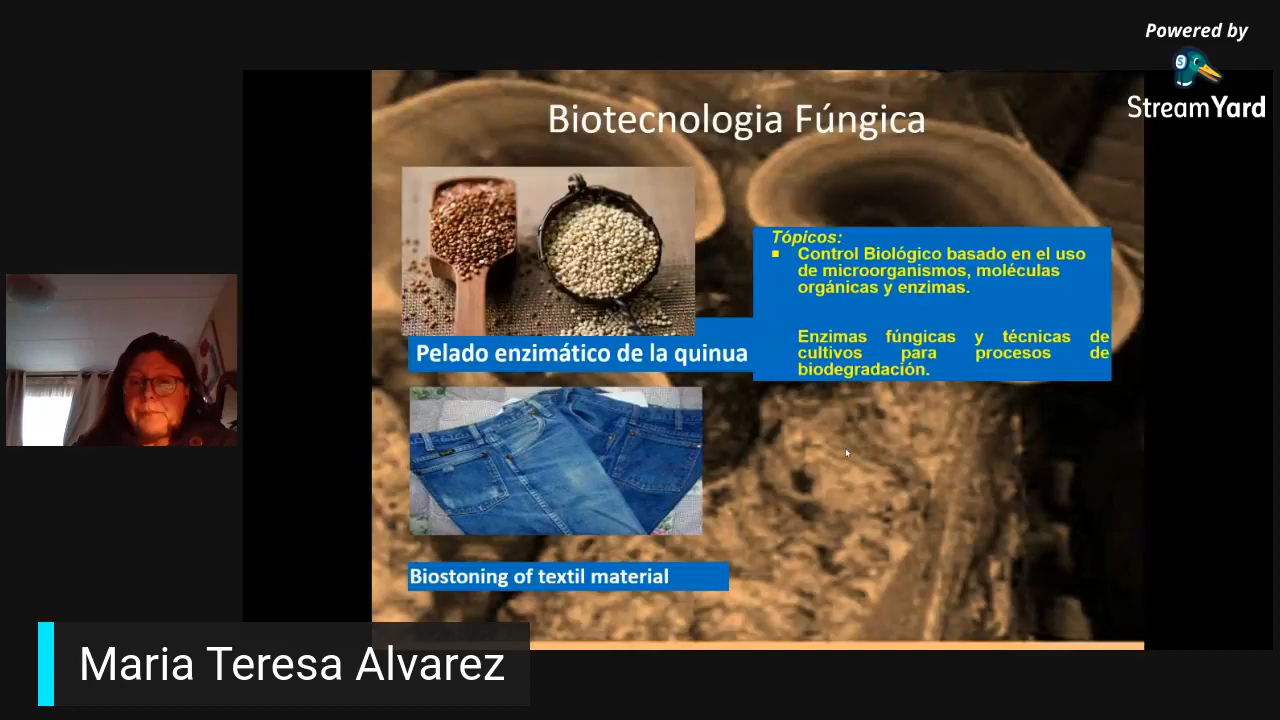 Powered by
StreamYard
Biotecnologia Fúngica
Tópicos:
▪ Control Biológico basado en el uso
de microorganismos, moléculas
orgánicas y enzimas.
Enzimas fúngicas y técnicas de
cultivos para procesos de
biodegradación.
Pelado enzimático de la quinua
Biostoning of textil material
Maria Teresa Alvarez